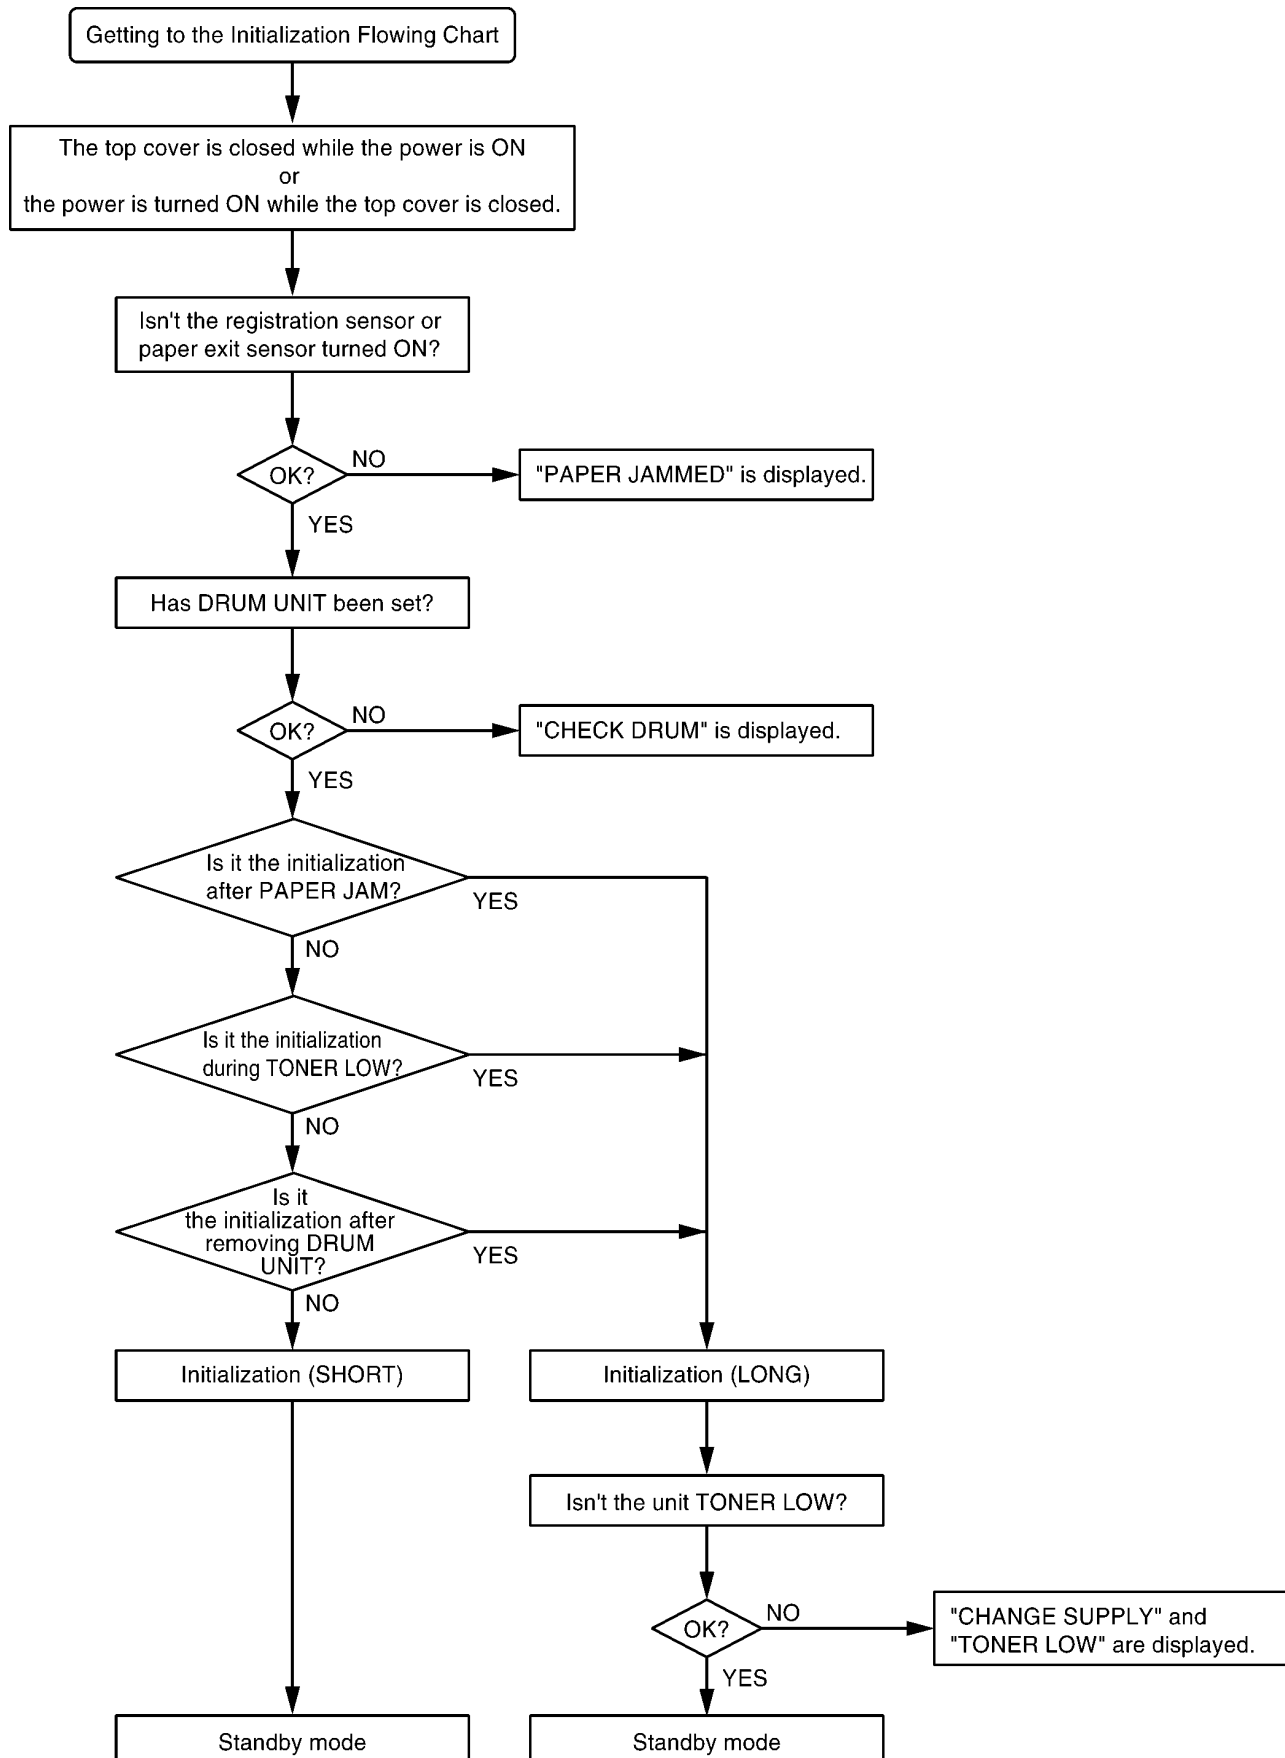 Getting to the Initialization Flowing Chart
The top cover is closed while the power is ON
or
the power is turned ON while the top cover is closed.
Isn't the registration sensor or
paper exit sensor turned ON?
OK?
NO
"PAPER JAMMED" is displayed.
YES
Has DRUM UNIT been set?
OK?
NO
"CHECK DRUM" is displayed.
YES
Is it the initialization
after PAPER JAM?
YES
NO
Is it the initialization
during TONER LOW?
YES
NO
Is it
the initialization after
removing DRUM
UNIT?
YES
NO
Initialization (SHORT)
Initialization (LONG)
Isn't the unit TONER LOW?
OK?
NO
"CHANGE SUPPLY" and
"TONER LOW" are displayed.
YES
Standby mode
Standby mode